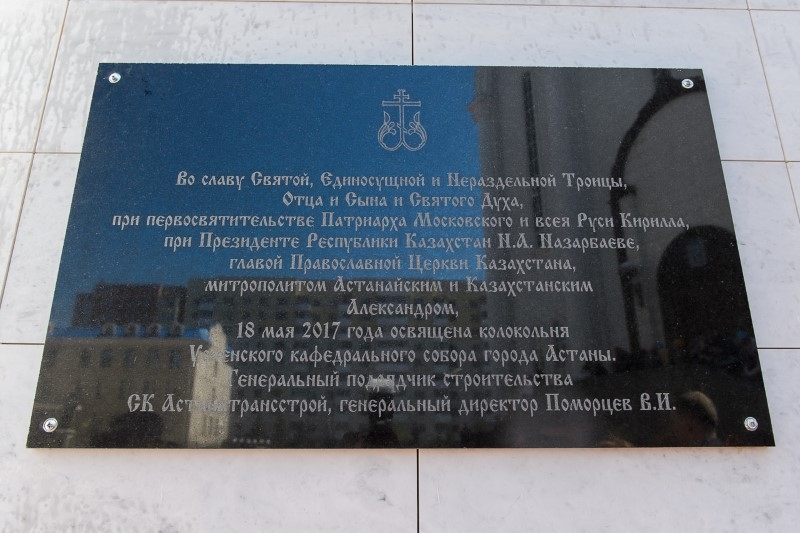 Во славу Святой, Единосущной и Нераздельной Троицы,
Отца и Сына и Святого Духа,
при первосвятительстве Патриарха Московского и всея Руси Кирилла,
при Президенте Республики Казахстан Н.А. Назарбаеве,
главой Православной Церкви Казахстана,
митрополитом Астанайским и Казахстанским
Александром,
18 мая 2017 года освящена колокольня
Успенского кафедрального собора города Астаны.
Генеральный подрядчик строительства
СК Астанатрансстрой, генеральный директор Поморцев В.И.